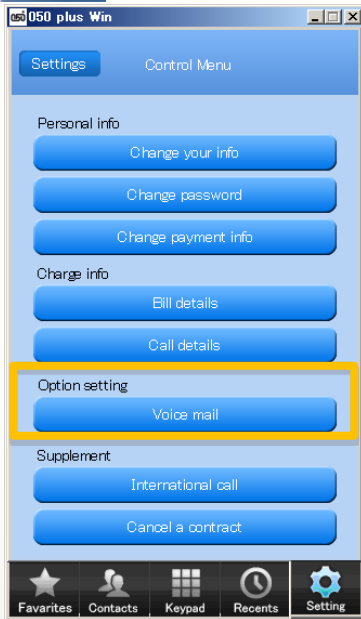 050 050 plus Win
Settings Control Menu
Personal info
Change your info
Change password
Change payment info
Charge info
Bill details
Call details
Option setting
Voice mail
Supplement
International call
Cancel a contract
Favarites Contacts Keypad Recents Setting